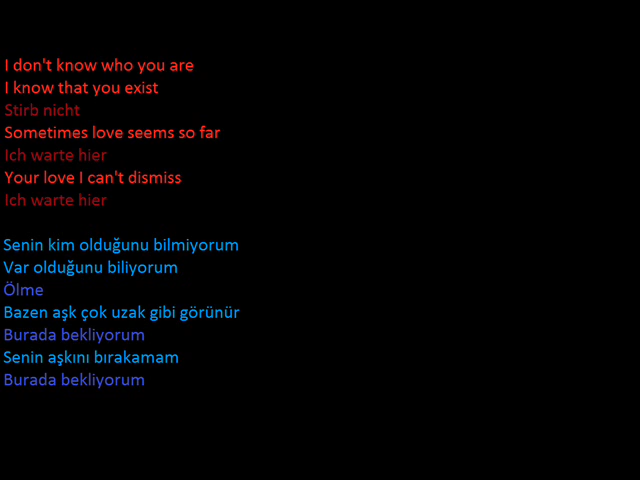 I don't know who you are
I know that you exist
Stirb nicht
Sometimes love seems so far
Ich warte hier
Your love I can't dismiss
Ich warte hier
Senin kim olduğunu bilmiyorum
Var olduğunu biliyorum
Ölme
Bazen aşk çok uzak gibi görünür
Burada bekliyorum
Senin aşkını bırakamam
Burada bekliyorum